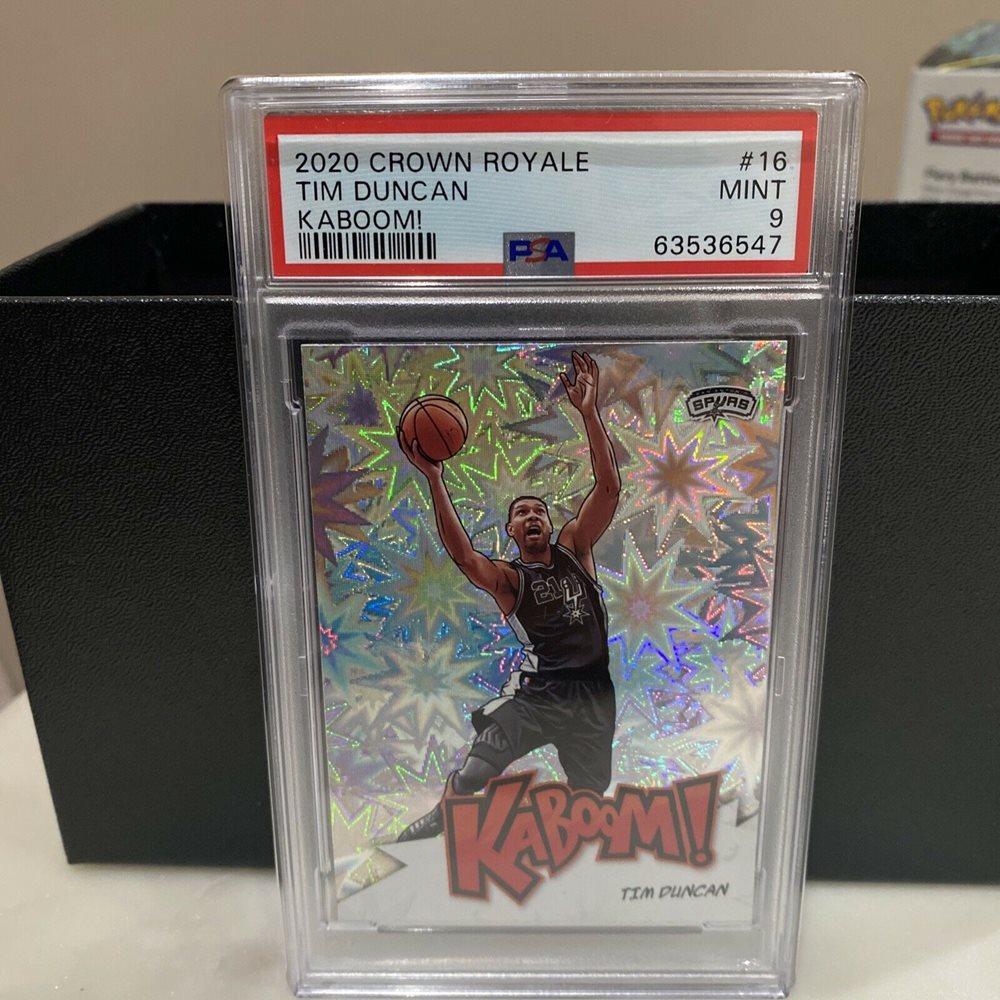 2020 CROWN ROYALE #16
TIM DUNCAN MINT
KABOOM! 9
63536547
PSA
SPURS
21
KABOOM!
TIM DUNCAN